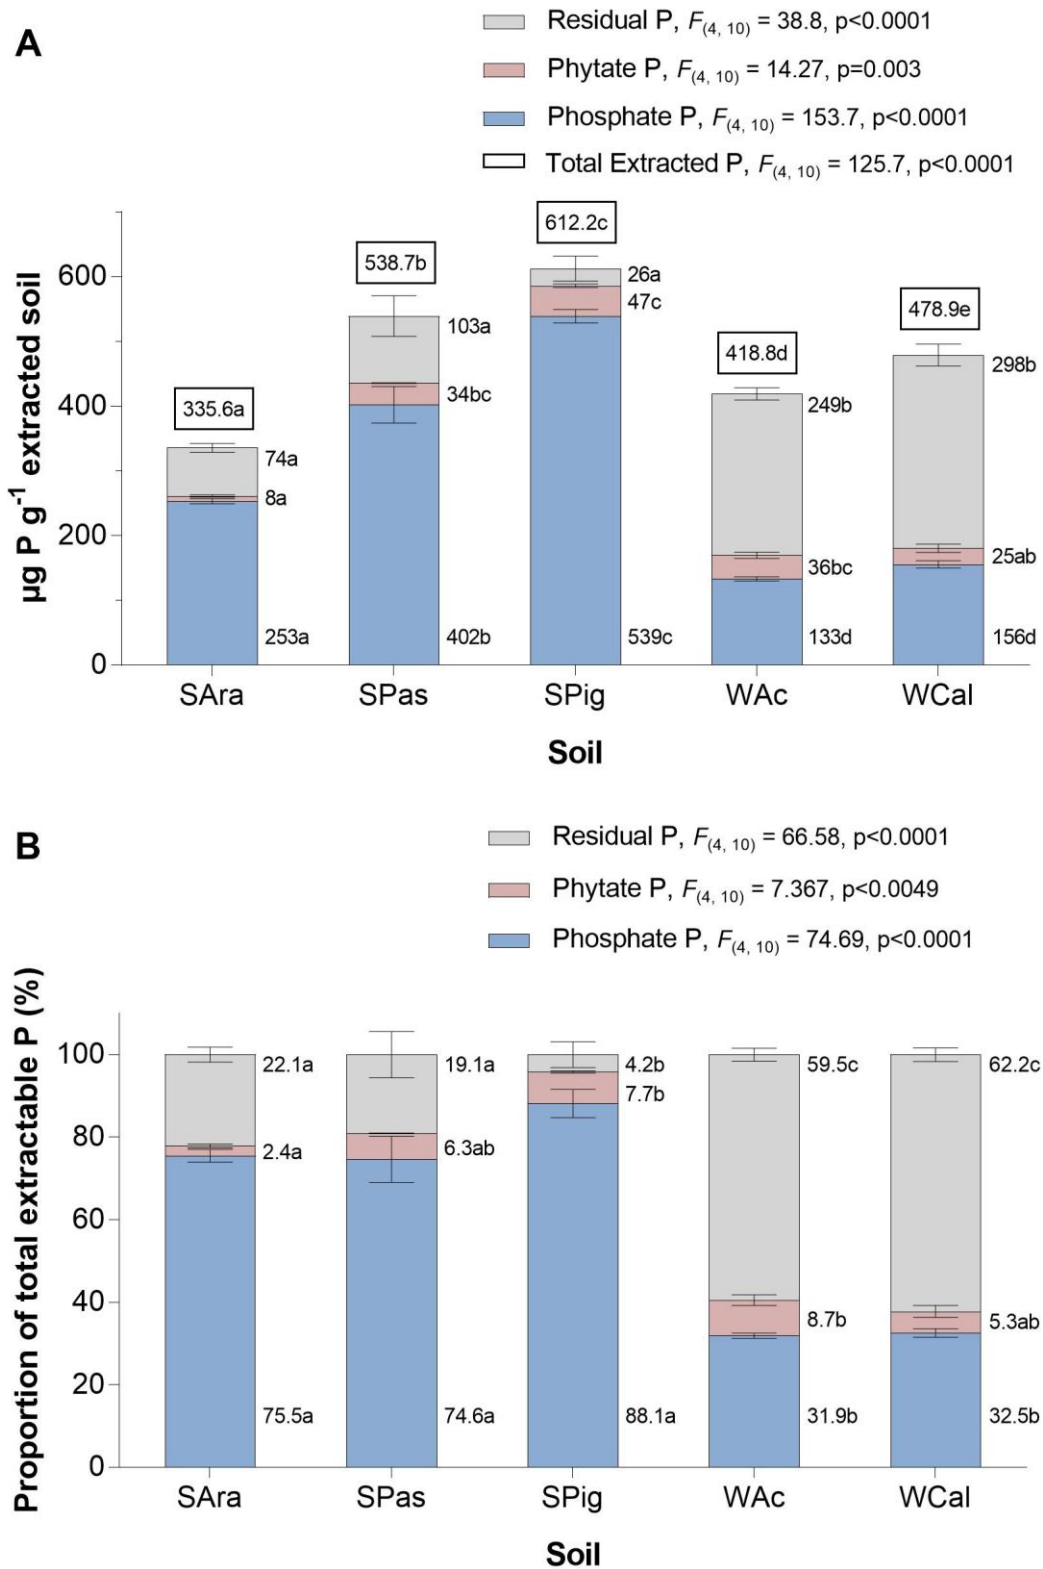 A
Residual P, F(4, 10) = 38.8, p<0.0001
Phytate P, F(4, 10) = 14.27, p=0.003
Phosphate P, F(4, 10) = 153.7, p<0.0001
Total Extracted P, F(4, 10) = 125.7, p<0.0001
µg P g-1 extracted soil
600
400
200
0
335.6a
74a
8a
253a
538.7b
103a
34bc
402b
612.2c
26a
47c
539c
418.8d
249b
36bc
133d
478.9e
298b
25ab
156d
SAra SPas SPig WAc WCal
Soil
B
Residual P, F(4, 10) = 66.58, p<0.0001
Phytate P, F(4, 10) = 7.367, p<0.0049
Phosphate P, F(4, 10) = 74.69, p<0.0001
Proportion of total extractable P (%)
100
80
60
40
20
0
22.1a
2.4a
75.5a
19.1a
6.3ab
74.6a
4.2b
7.7b
88.1a
59.5c
8.7b
31.9b
62.2c
5.3ab
32.5b
SAra SPas SPig WAc WCal
Soil